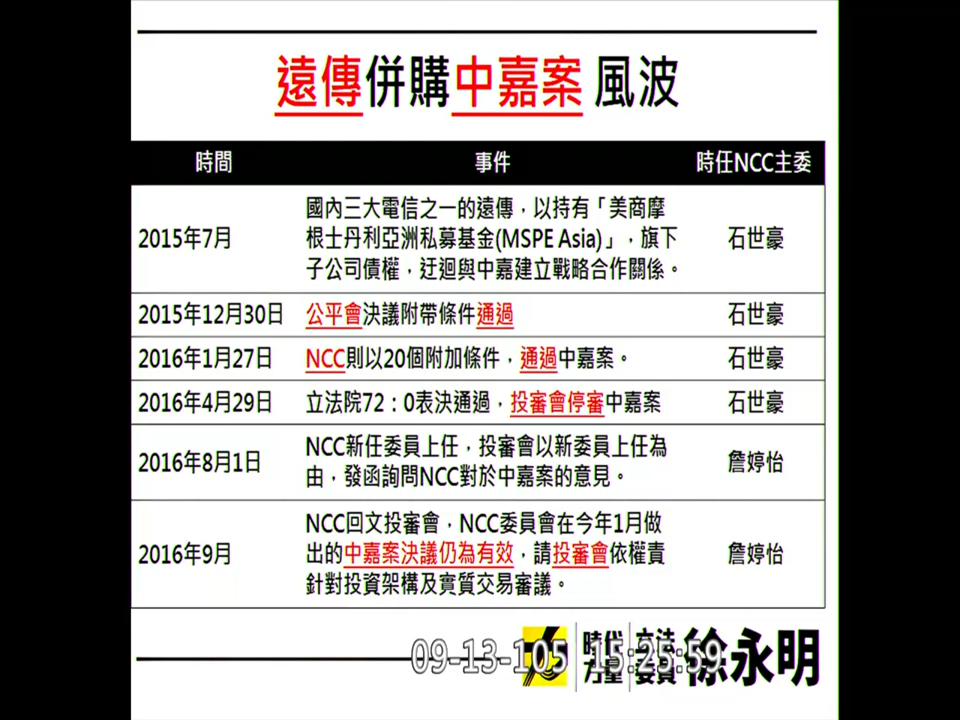 遠傳併購中嘉案 風波
時間 事件 時任NCC主委
2015年7月 國內三大電信之一的遠傳，以持有「美商摩 石世豪
根士丹利亞洲私募基金(MSPE Asia)」，旗下
子公司債權，迂迴與中嘉建立戰略合作關係。
2015年12月30日 公平會決議附帶條件通過 石世豪
2016年1月27日 NCC則以20個附加條件，通過中嘉案。 石世豪
2016年4月29日 立法院72：0表決通過，投審會停審中嘉案 石世豪
2016年8月1日 NCC新任委員上任，投審會以新委員上任為 詹婷怡
由，發函詢問NCC對於中嘉案的意見。
2016年9月 NCC回文投審會，NCC委員會在今年1月做 詹婷怡
出的中嘉案決議仍為有效，請投審會依權責
針對投資架構及實質交易審議。
時代力量 立法委員 徐永明
09-13-105 15:25:59